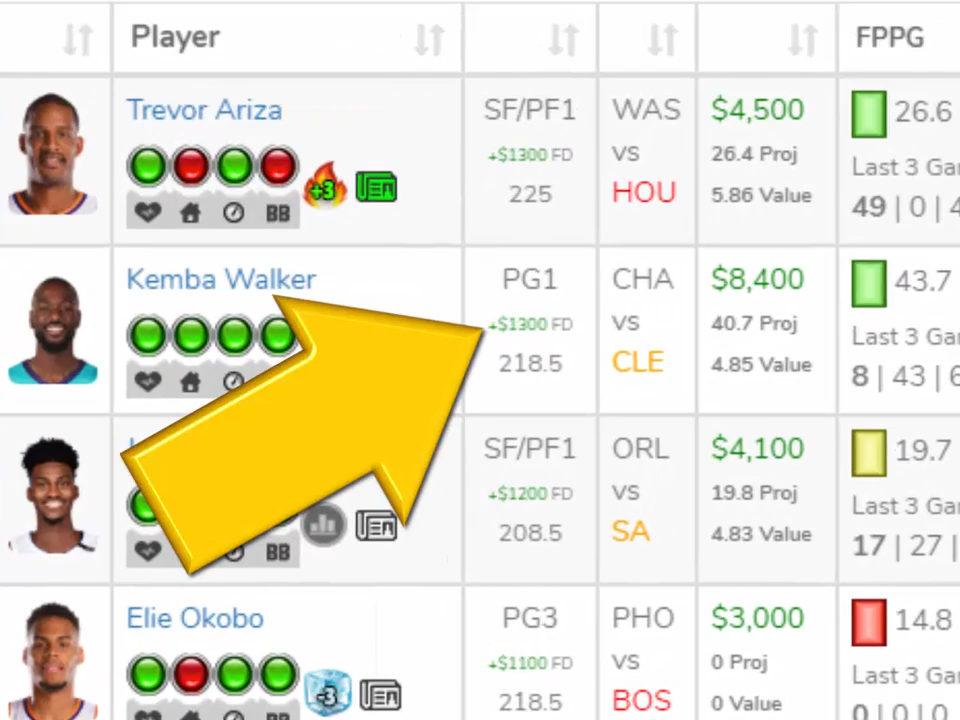 Player FPPG
Trevor Ariza SF/PF1 WAS $4,500 26.6
+$1300 FD VS 26.4 Proj Last 3
+3 225 HOU 5.86 Value 49 | 0 |
BB
Kemba Walker PG1 CHA $8,400 43.7
+$1300 FD VS 40.7 Proj Last 3
218.5 CLE 4.85 Value 8 | 43 |
SF/PF1 ORL $4,100 19.7
+$1200 FD VS 19.8 Proj Last 3
208.5 SA 4.83 Value 17 | 27 |
BB
Elie Okobo PG3 PHO $3,000 14.8
+$1100 FD VS 0 Proj Last 3
-3 218.5 BOS 0 Value 0 | 0 | 0
BB